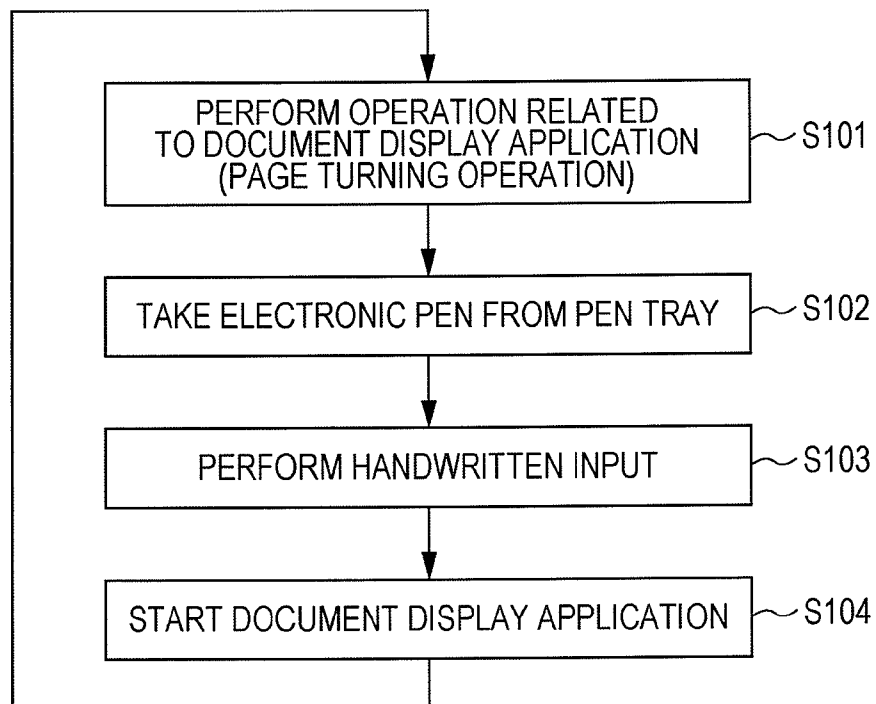 PERFORM OPERATION RELATED
TO DOCUMENT DISPLAY APPLICATION
(PAGE TURNING OPERATION)
S101
TAKE ELECTRONIC PEN FROM PEN TRAY
S102
PERFORM HANDWRITTEN INPUT
S103
START DOCUMENT DISPLAY APPLICATION
S104